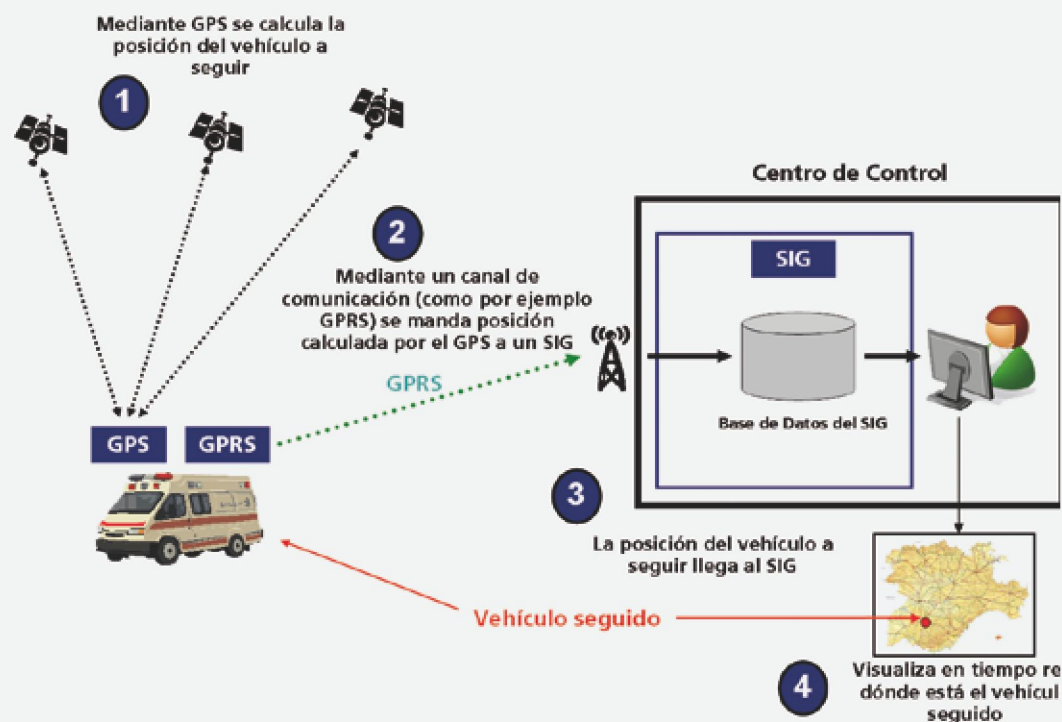 Mediante GPS se calcula la
posición del vehículo a
seguir
1
2
Mediante un canal de
comunicación (como por ejemplo
GPRS) se manda posición
calculada por el GPS a un SIG
GPRS
GPS
GPRS
Centro de Control
SIG
Base de Datos del SIG
3
La posición del vehículo a
seguir llega al SIG
Vehículo seguido
4
Visualiza en tiempo re
dónde está el vehícul
seguido